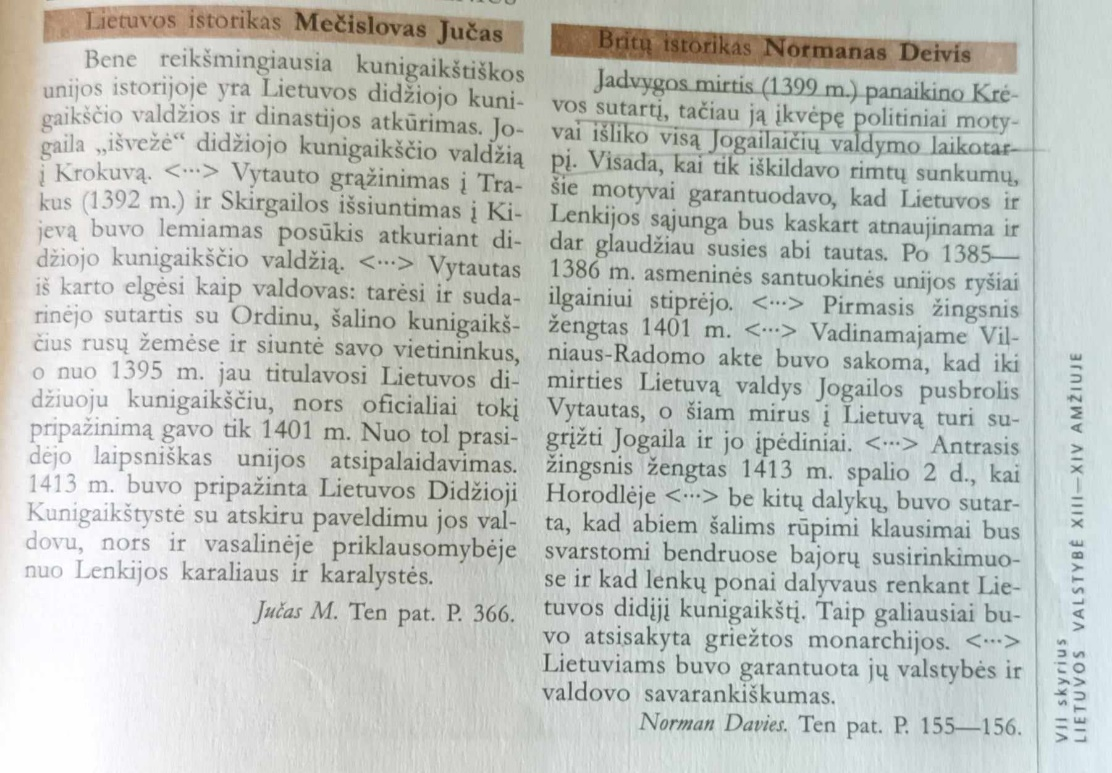 Lietuvos istorikas Mečislovas Jučas
Bene reikšmingiausia kunigaikštiškos
unijos istorijoje yra Lietuvos didžiojo kuni-
gaikščio valdžios ir dinastijos atkūrimas. Jo-
gaila „išvežė“ didžiojo kunigaikščio valdžią
į Krokuvą. <...> Vytauto grąžinimas į Tra-
kus (1392 m.) ir Skirgailos išsiuntimas į Ki-
jevą buvo lemiamas posūkis atkuriant di-
džiojo kunigaikščio valdžią. <...> Vytautas
iš karto elgėsi kaip valdovas: tarėsi ir suda-
rinėjo sutartis su Ordinu, šalino kunigaikš-
čius rusų žemėse ir siuntė savo vietininkus,
o nuo 1395 m. jau titulavosi Lietuvos di-
džiuoju kunigaikščiu, nors oficialiai tokį
pripažinimą gavo tik 1401 m. Nuo tol prasi-
dėjo laipsniškas unijos atsipalaidavimas.
1413 m. buvo pripažinta Lietuvos Didžioji
Kunigaikštystė su atskiru paveldimu jos val-
dovu, nors ir vasalinėje priklausomybėje
nuo Lenkijos karaliaus ir karalystės.
Jučas M. Ten pat. P. 366.
Britų istorikas Normanas Deivis
Jadvygos mirtis (1399 m.) panaikino Krė-
vos sutartį, tačiau ją įkvėpę politiniai moty-
vai išliko visą Jogailaičių valdymo laikotar-
pį. Visada, kai tik iškildavo rimtų sunkumų,
šie motyvai garantuodavo, kad Lietuvos ir
Lenkijos sąjunga bus kaskart atnaujinama ir
dar glaudžiau susies abi tautas. Po 1385—
1386 m. asmeninės santuokinės unijos ryšiai
ilgainiui stiprėjo. <...> Pirmasis žingsnis
žengtas 1401 m. <...> Vadinamajame Vil-
niaus-Radomo akte buvo sakoma, kad iki
mirties Lietuvą valdys Jogailos pusbrolis
Vytautas, o šiam mirus į Lietuvą turi su-
grįžti Jogaila ir jo įpėdiniai. <...> Antrasis
žingsnis žengtas 1413 m. spalio 2 d., kai
Horodlėje <...> be kitų dalykų, buvo sutar-
ta, kad abiem šalims rūpimi klausimai bus
svarstomi bendruose bajorų susirinkimuo-
se ir kad lenkų ponai dalyvaus renkant Lie-
tuvos didįjį kunigaikštį. Taip galiausiai bu-
vo atsisakyta griežtos monarchijos. <...>
Lietuviams buvo garantuota jų valstybės ir
valdovo savarankiškumas.
Norman Davies. Ten pat. P. 155—156.
VII skyrius
LIETUVOS VALSTYBĖ XIII—XIV AMŽIUJE